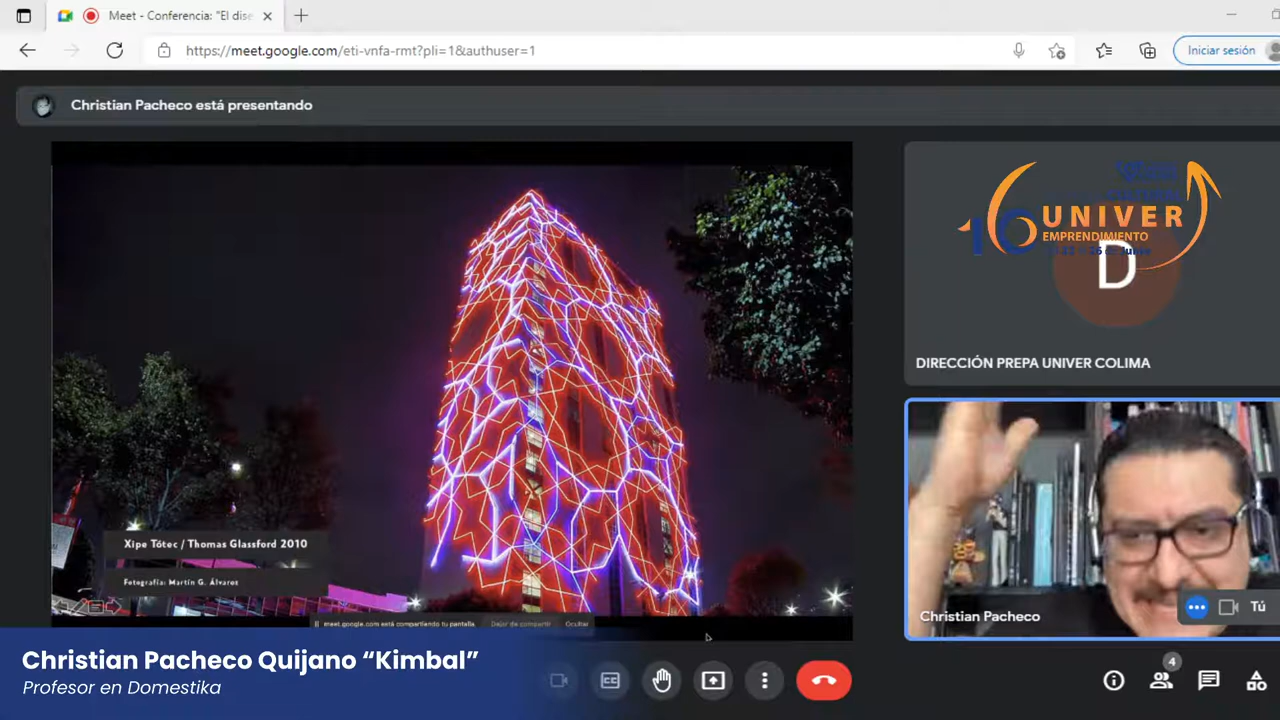 Meet - Conferencia: "El dise
https://meet.google.com/eti-vnfa-rmt?pli=1&authuser=1
Iniciar sesión
Christian Pacheco está presentando
UNIVER
EMPRENDIMIENTO
D
DIRECCIÓN PREPA UNIVER COLIMA
Xipe Tótec / Thomas Glassford 2010
Fotografía: Martín G. Álvarez
Christian Pacheco
Tú
meet.google.com está compartiendo tu pantalla.
Dejar de compartir
Ocultar
Christian Pacheco Quijano “Kimbal”
Profesor en Domestika
CC
4